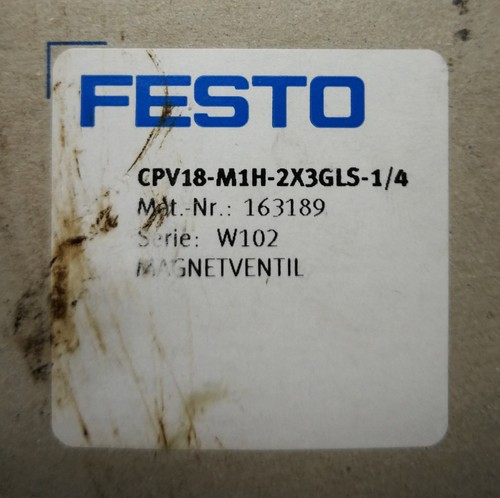 FESTO
CPV18-M1H-2X3GLS-1/4
Mat.-Nr.: 163189
Serie: W102
MAGNETVENTIL